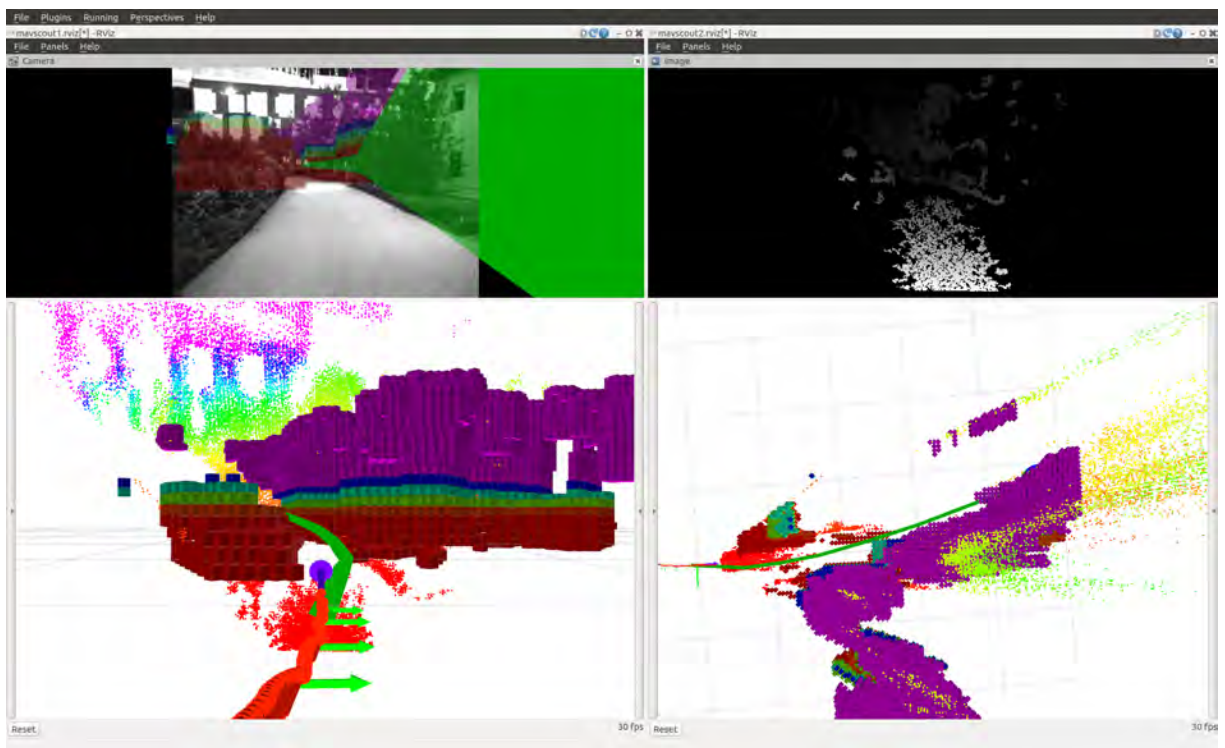 File Plugins Running Perspectives Help
mavscout1.rviz[*] - RViz
File Panels Help
Camera
Reset
30 fps
mavscout2.rviz[*] - RViz
File Panels Help
Image
Reset
30 fps